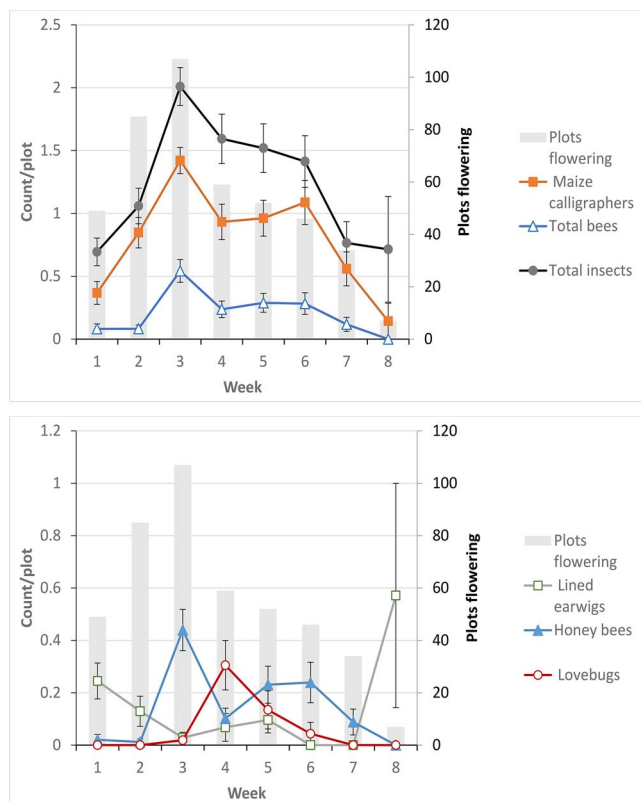 2.5
2
1.5
1
0.5
0
Count/plot
120
100
80
60
40
20
0
Plots flowering
1 2 3 4 5 6 7 8
Week
Plots
flowering
Maize
calligraphers
Total bees
Total insects
1.2
1
0.8
0.6
0.4
0.2
0
Count/plot
120
100
80
60
40
20
0
Plots flowering
1 2 3 4 5 6 7 8
Week
Plots
flowering
Lined
earwigs
Honey bees
Lovebugs